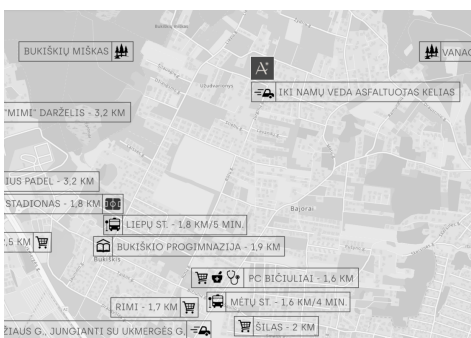 Bukiškio miškas
BUKIŠKIŲ MIŠKAS
VANAG
A+
IKI NAMŲ VEDA ASFALTUOTAS KELIAS
"MIMI" DARŽELIS - 3,2 KM
IUS PADEL - 3,2 KM
STADIONAS - 1,8 KM
Bajorai
LIEPŲ ST. - 1,8 KM/5 MIN.
2,5 KM
BUKIŠKIO PROGIMNAZIJA - 1,9 KM
Bukiškis
PC BIČIULIAI - 1,6 KM
RIMI - 1,7 KM
MĖTŲ ST. - 1,6 KM/4 MIN.
ŽIAUS G., JUNGIANTI SU UKMERGĖS G.
ŠILAS - 2 KM